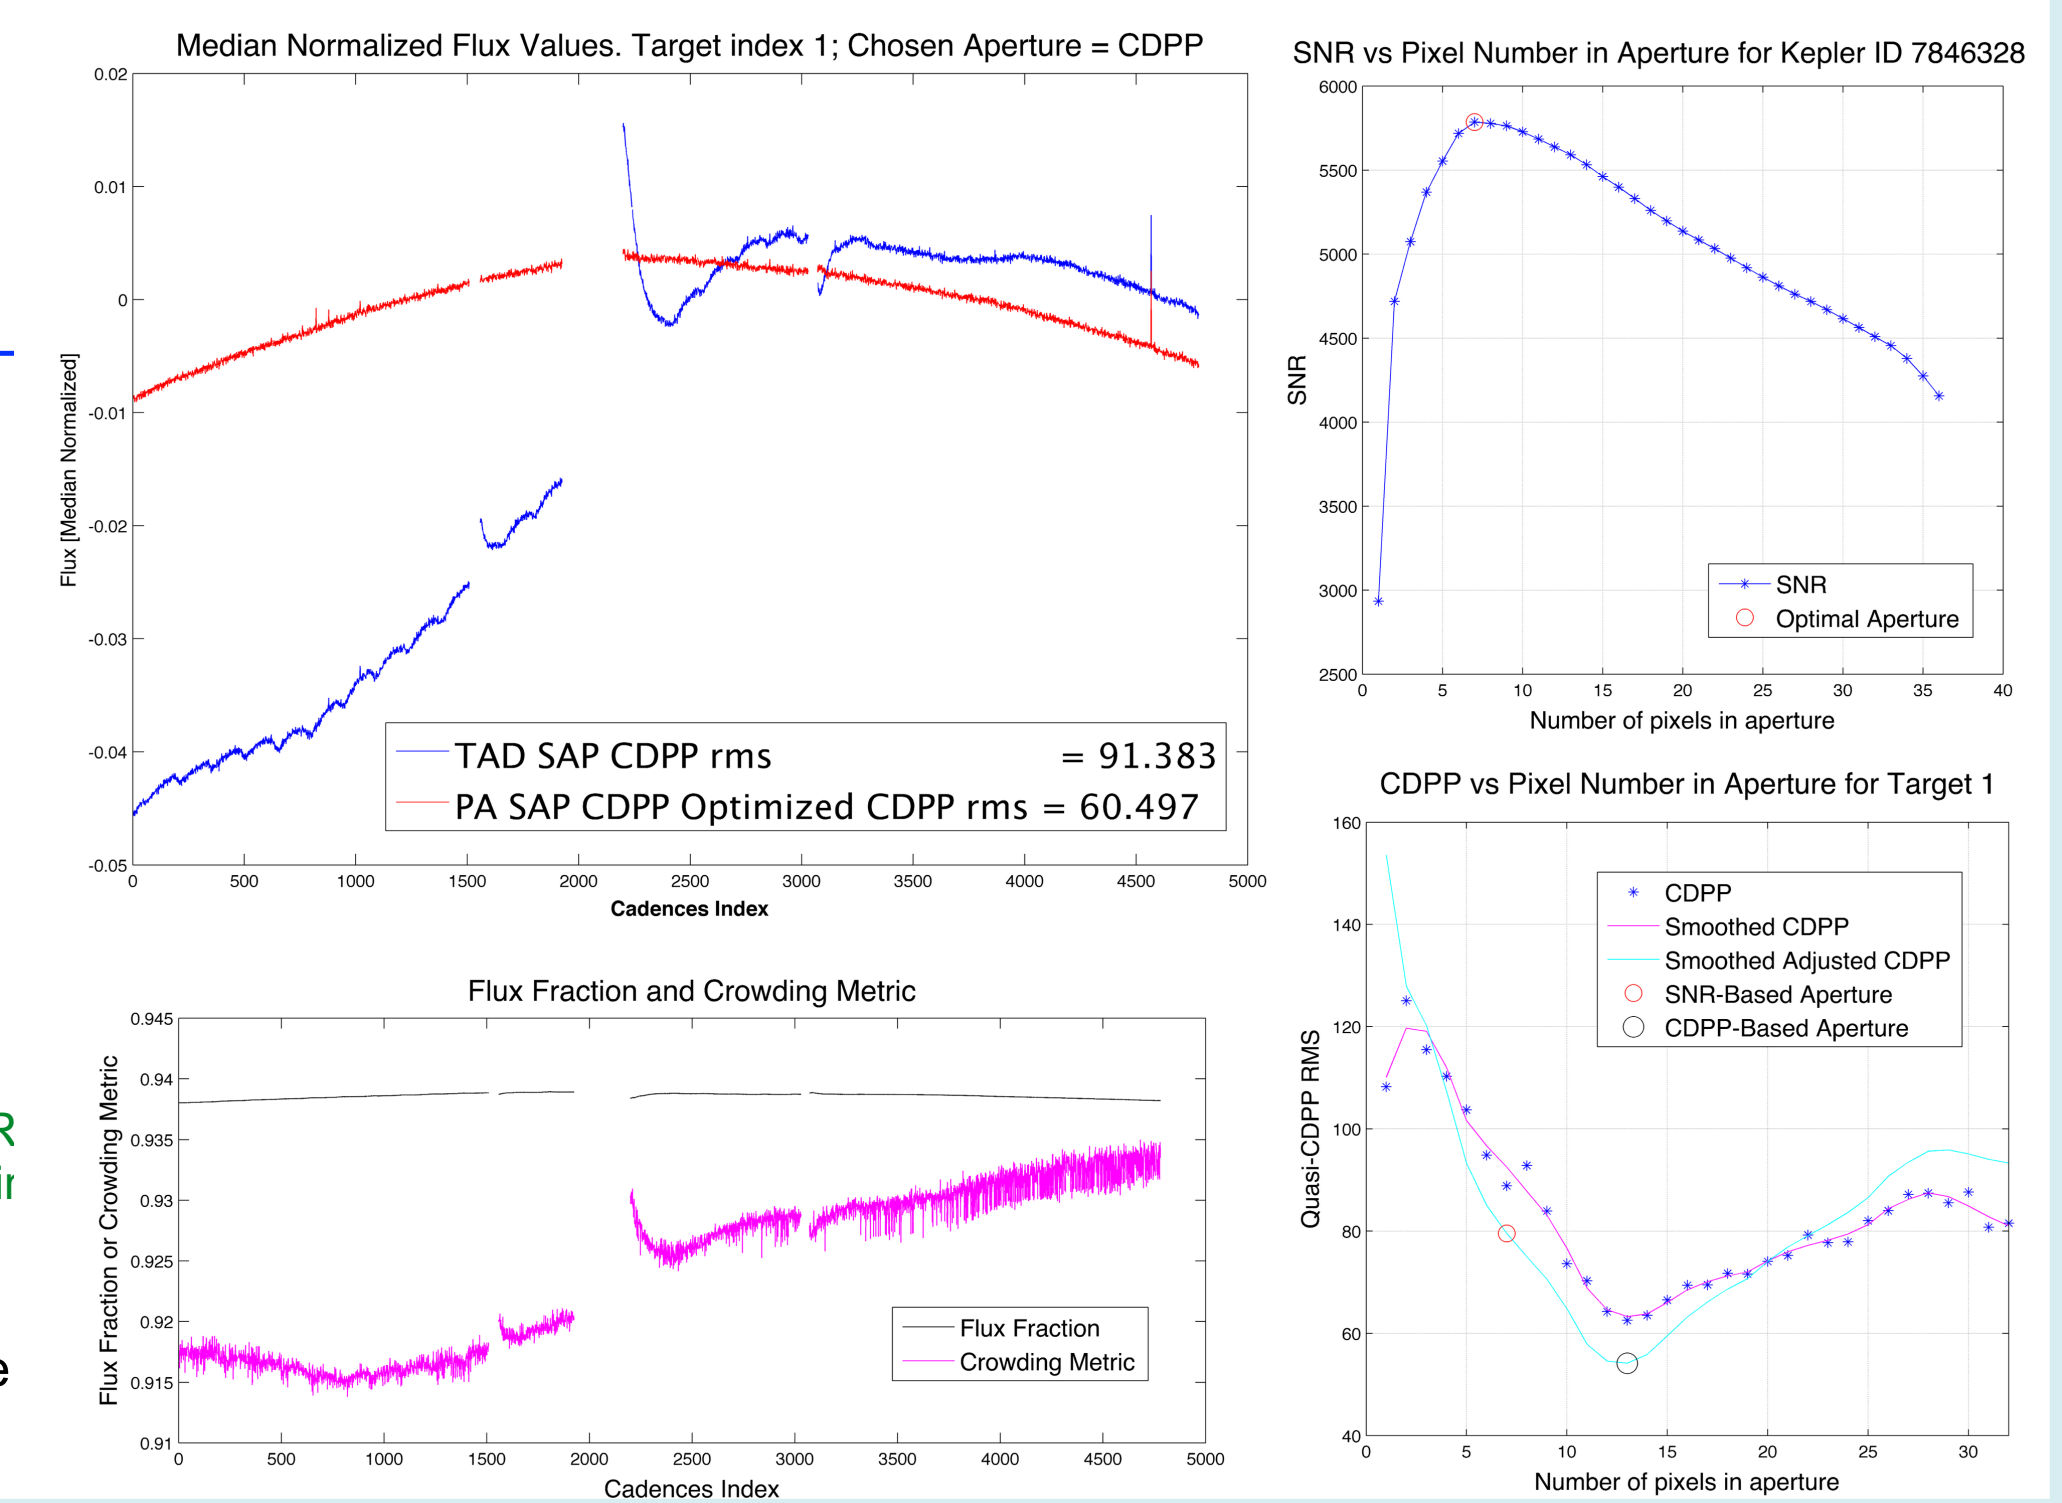 Median Normalized Flux Values. Target index 1; Chosen Aperture = CDPP
0.02
0.01
0
-0.01
-0.02
-0.03
-0.04
-0.05
Flux [Median Normalized]
TAD SAP CDPP rms = 91.383
PA SAP CDPP Optimized CDPP rms = 60.497
0 500 1000 1500 2000 2500 3000 3500 4000 4500 5000
Cadences Index
SNR vs Pixel Number in Aperture for Kepler ID 7846328
6000
5500
5000
4500
4000
3500
3000
2500
SNR
SNR
Optimal Aperture
0 5 10 15 20 25 30 35 40
Number of pixels in aperture
Flux Fraction and Crowding Metric
0.945
0.94
0.935
0.93
0.925
0.92
0.915
0.91
Flux Fraction or Crowding Metric
Flux Fraction
Crowding Metric
0 500 1000 1500 2000 2500 3000 3500 4000 4500 5000
Cadences Index
CDPP vs Pixel Number in Aperture for Target 1
160
140
120
100
80
60
40
Quasi-CDPP RMS
CDPP
Smoothed CDPP
Smoothed Adjusted CDPP
SNR-Based Aperture
CDPP-Based Aperture
0 5 10 15 20 25 30
Number of pixels in aperture